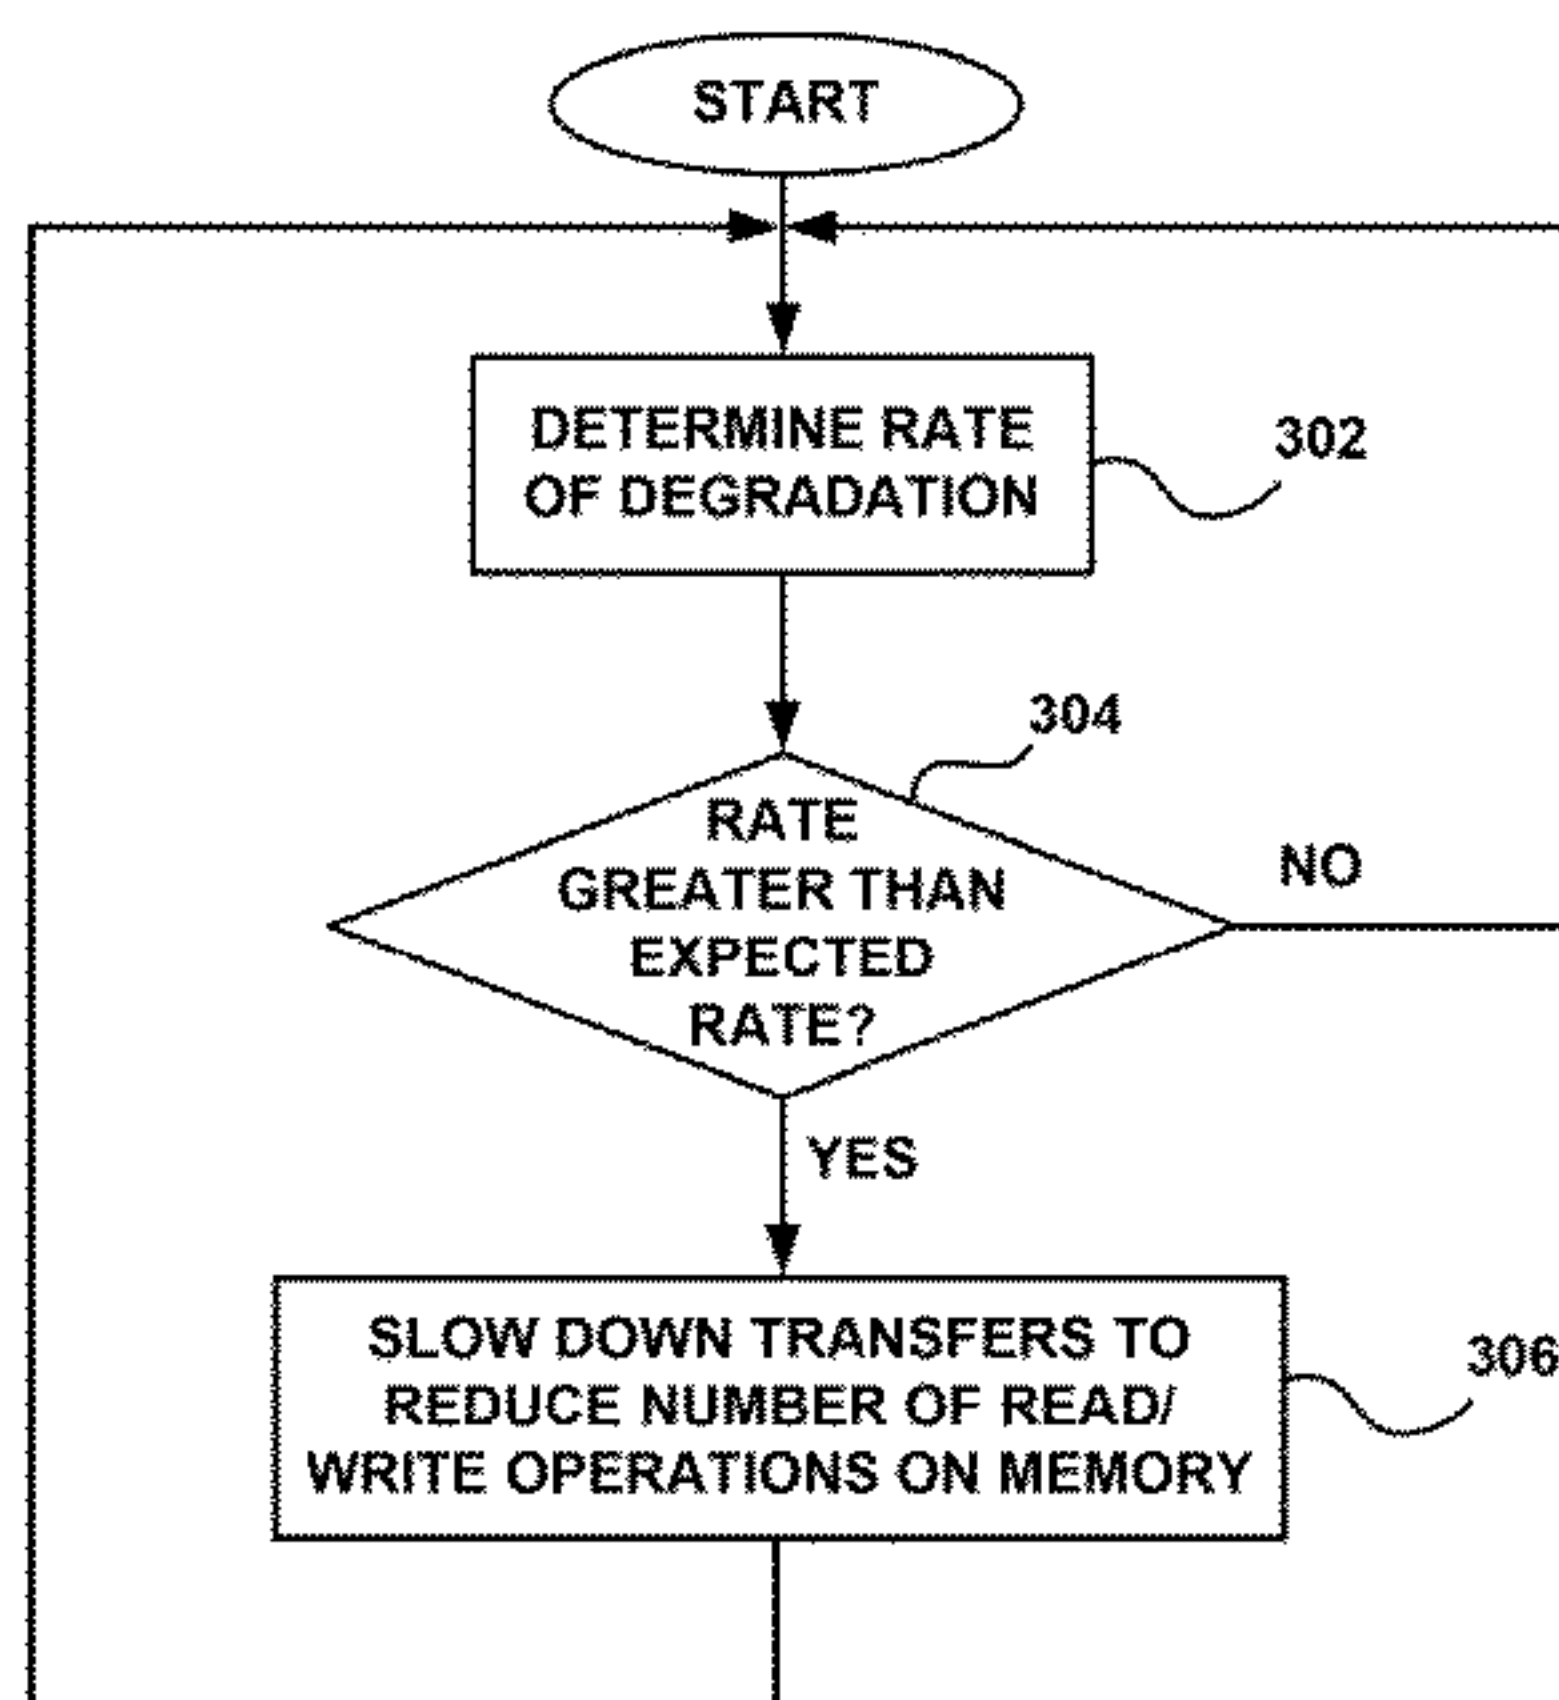 START
DETERMINE RATE
OF DEGRADATION
302
304
RATE
GREATER THAN
EXPECTED
RATE?
NO
YES
SLOW DOWN TRANSFERS TO
REDUCE NUMBER OF READ/
WRITE OPERATIONS ON MEMORY
306